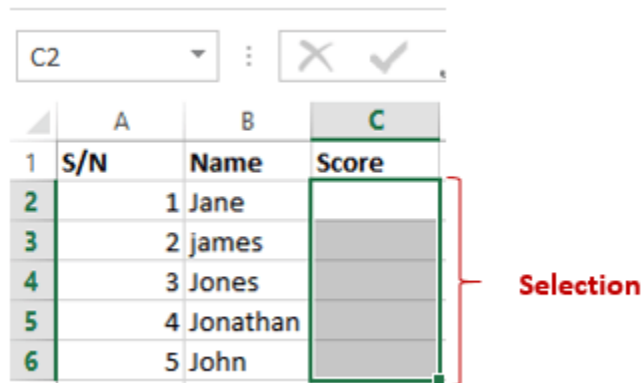 C2
A B C
1 S/N Name Score
2 1 Jane
3 2 james
4 3 Jones
5 4 Jonathan
6 5 John
Selection